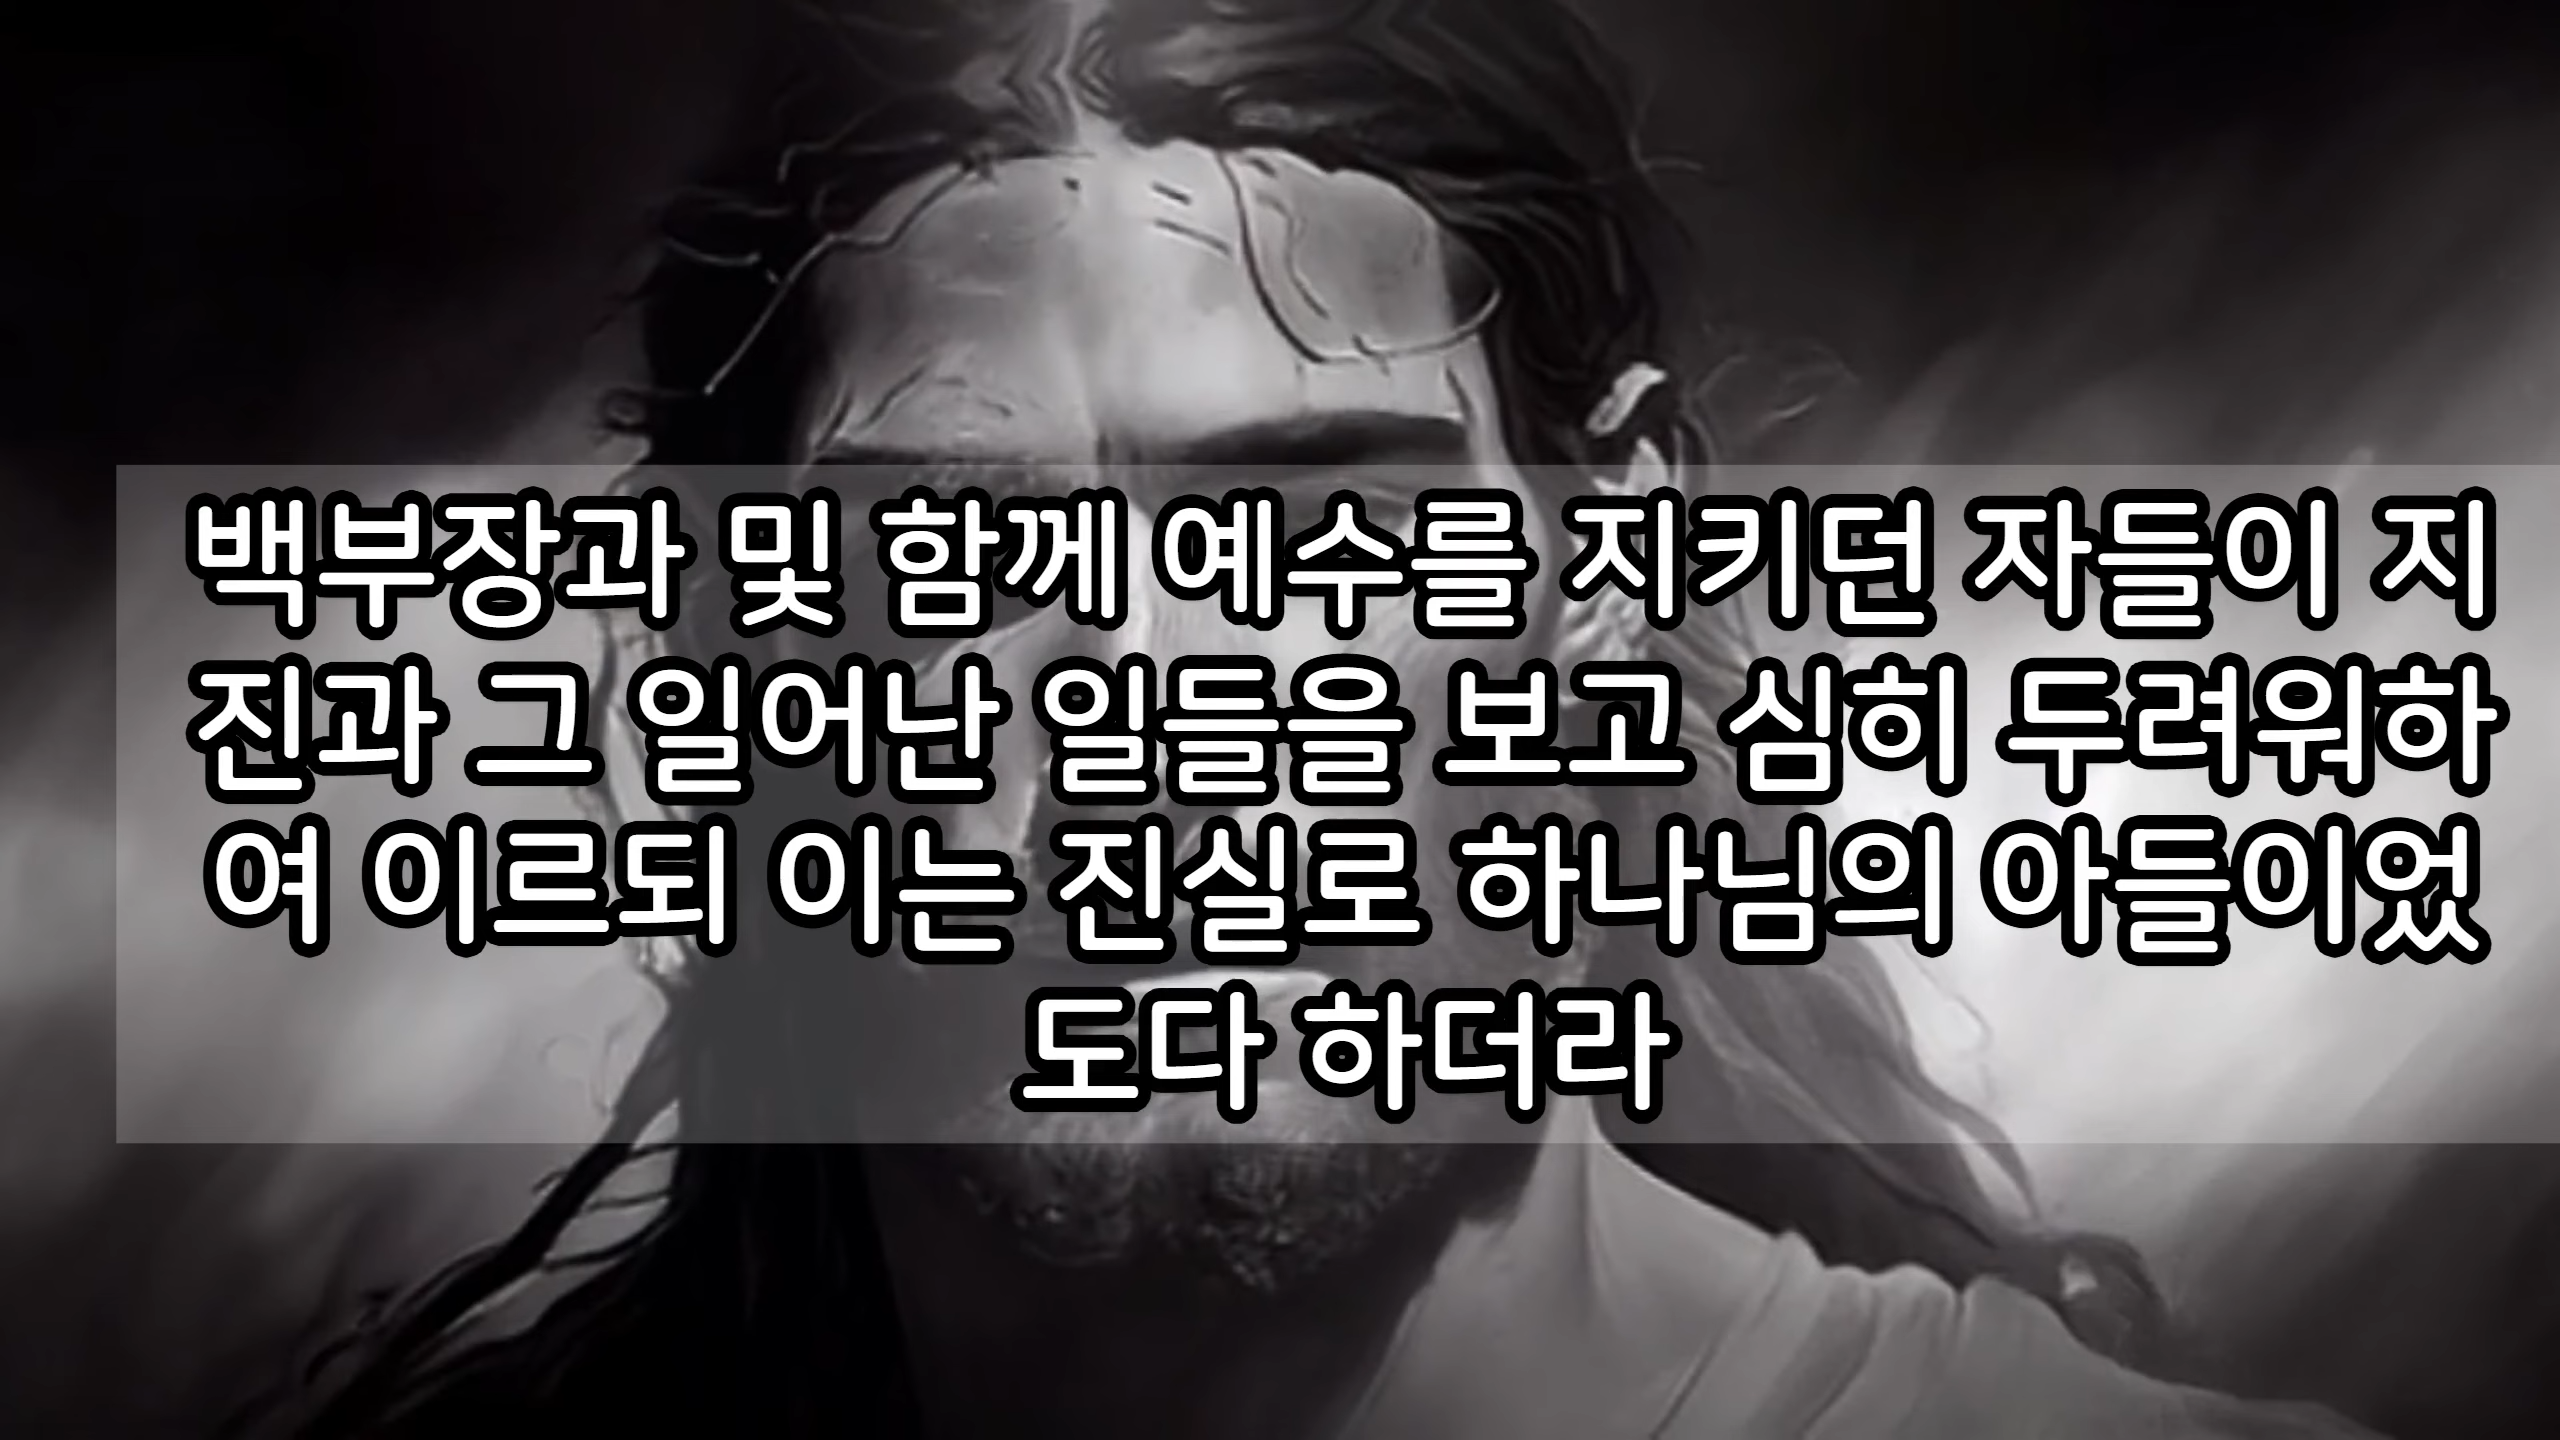 백부장과 및 함께 예수를 지키던 자들이 지
진과 그 일어난 일들을 보고 심히 두려워하
여 이르되 이는 진실로 하나님의 아들이었
도다 하더라